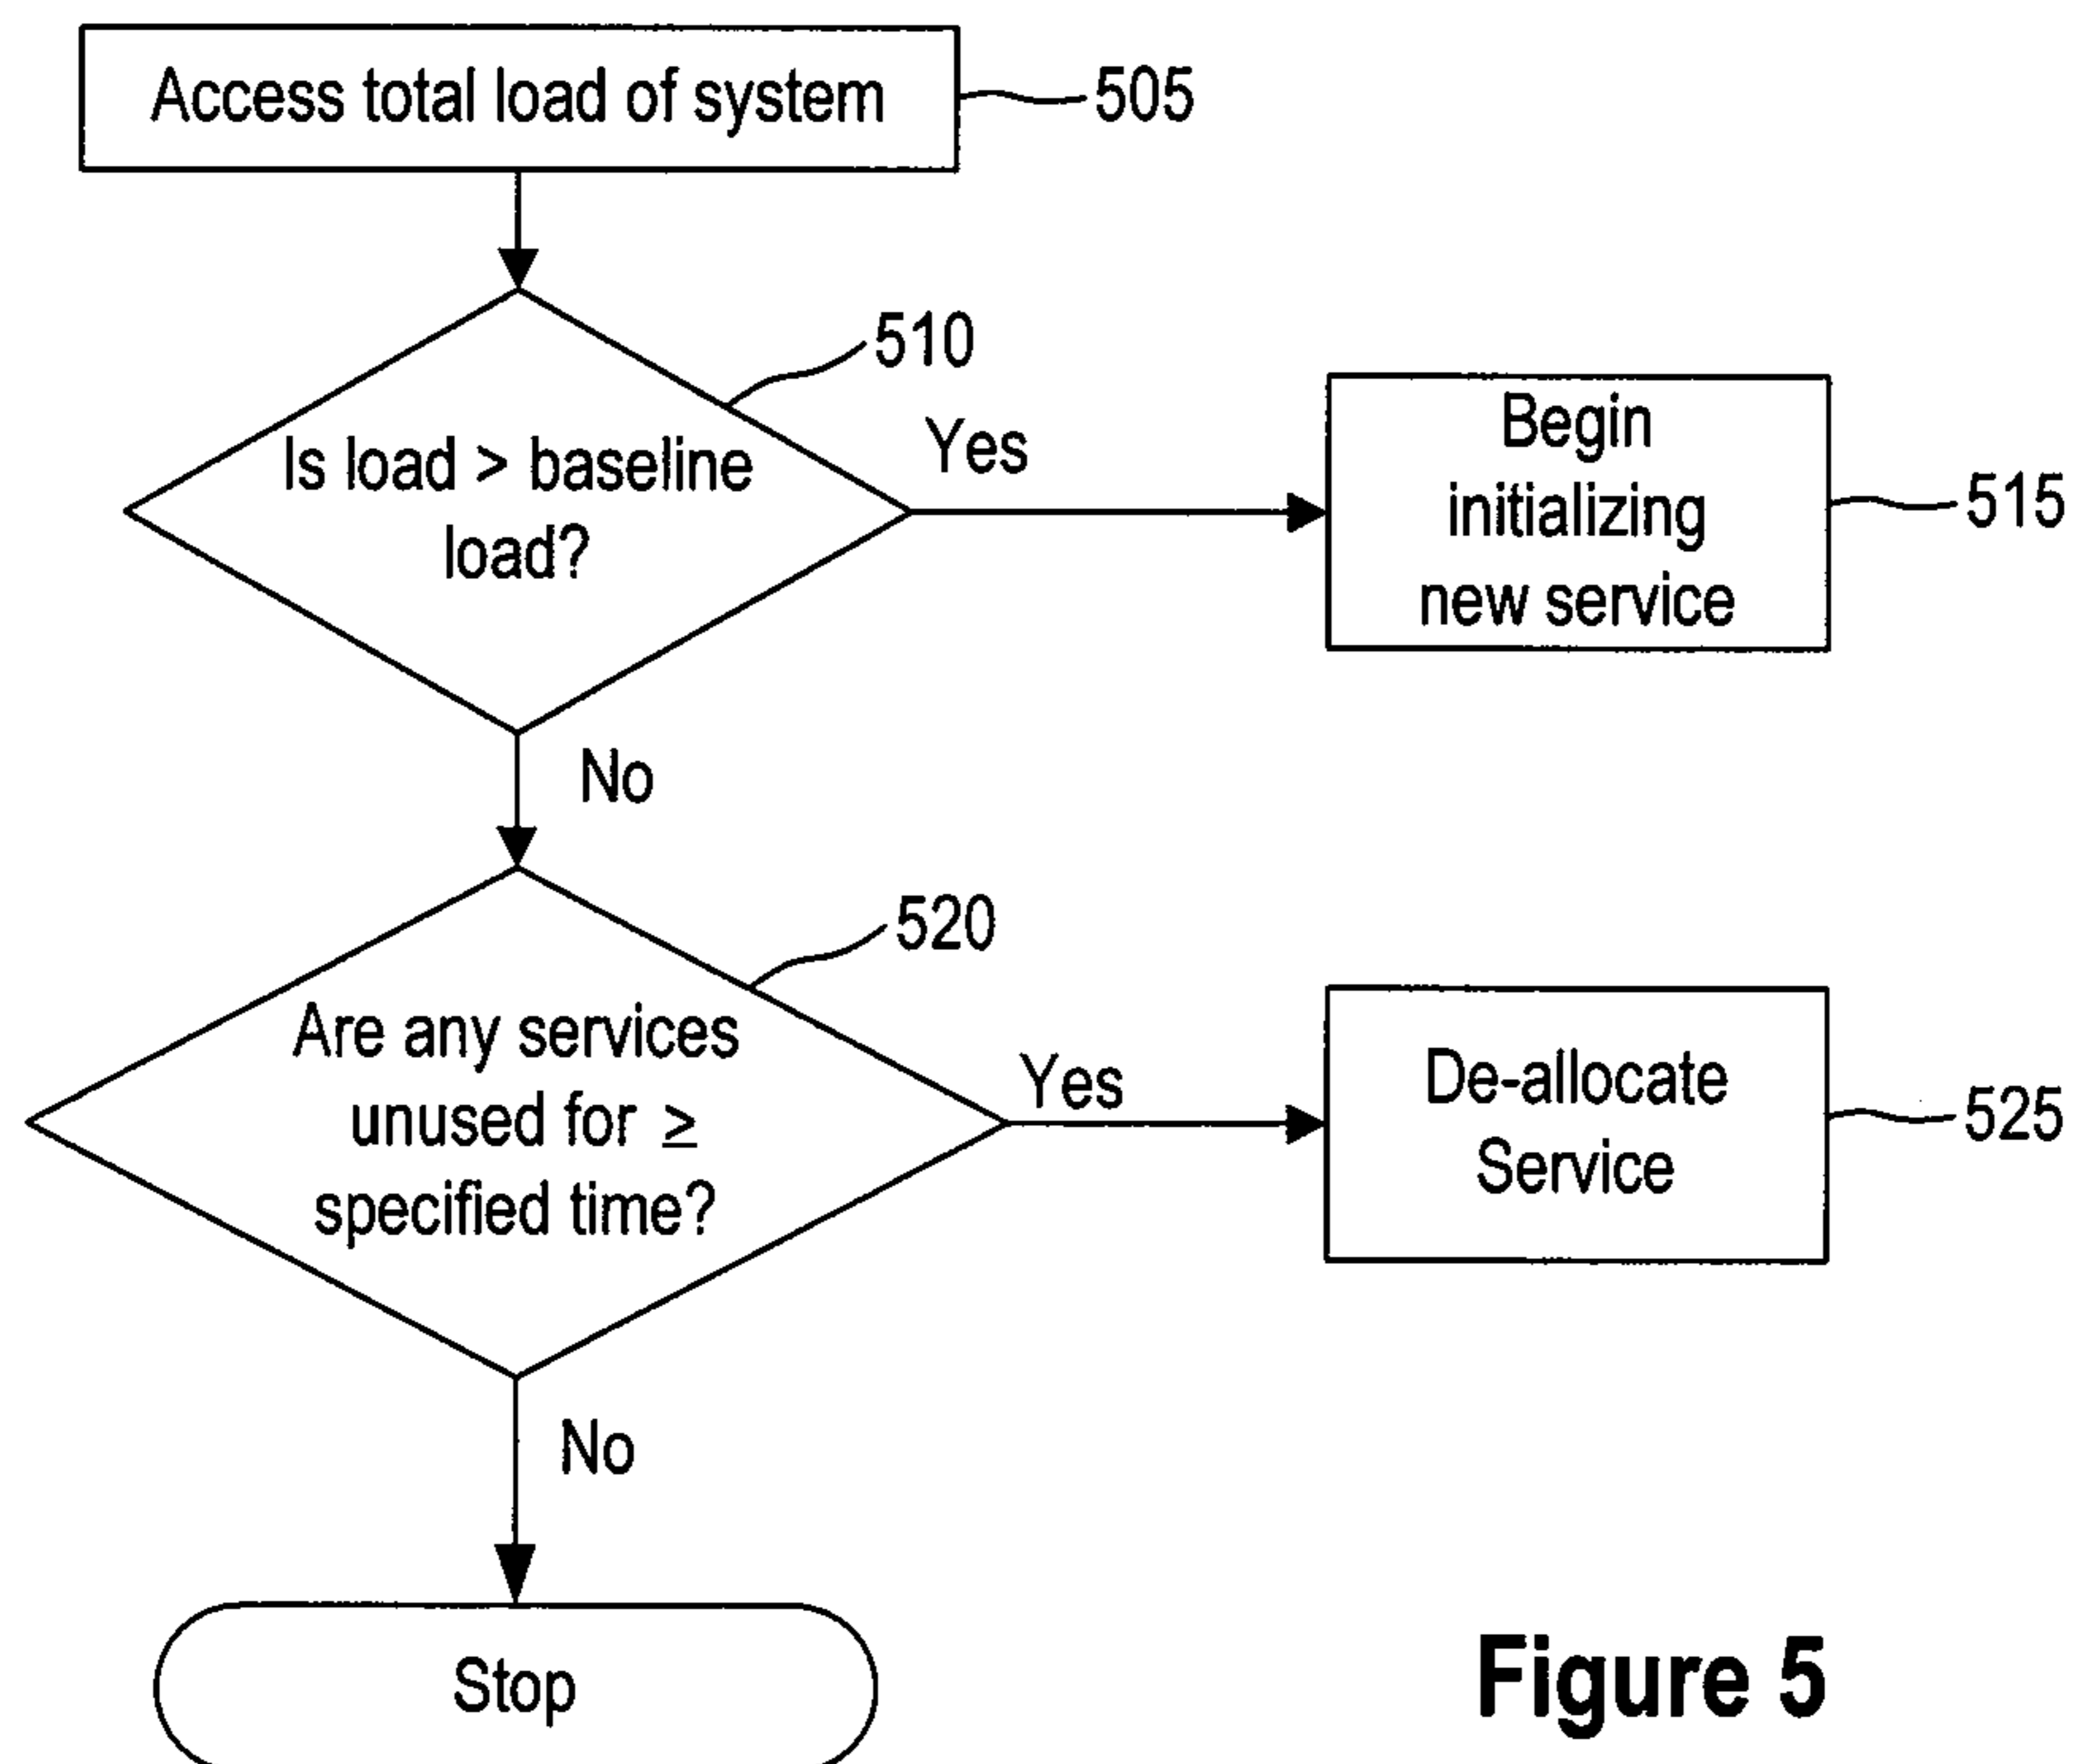 Access total load of system
505
510
Is load > baseline
load?
Yes
Begin
initializing
new service
515
No
520
Are any services
unused for ≥
specified time?
Yes
De-allocate
Service
525
No
Stop
Figure 5